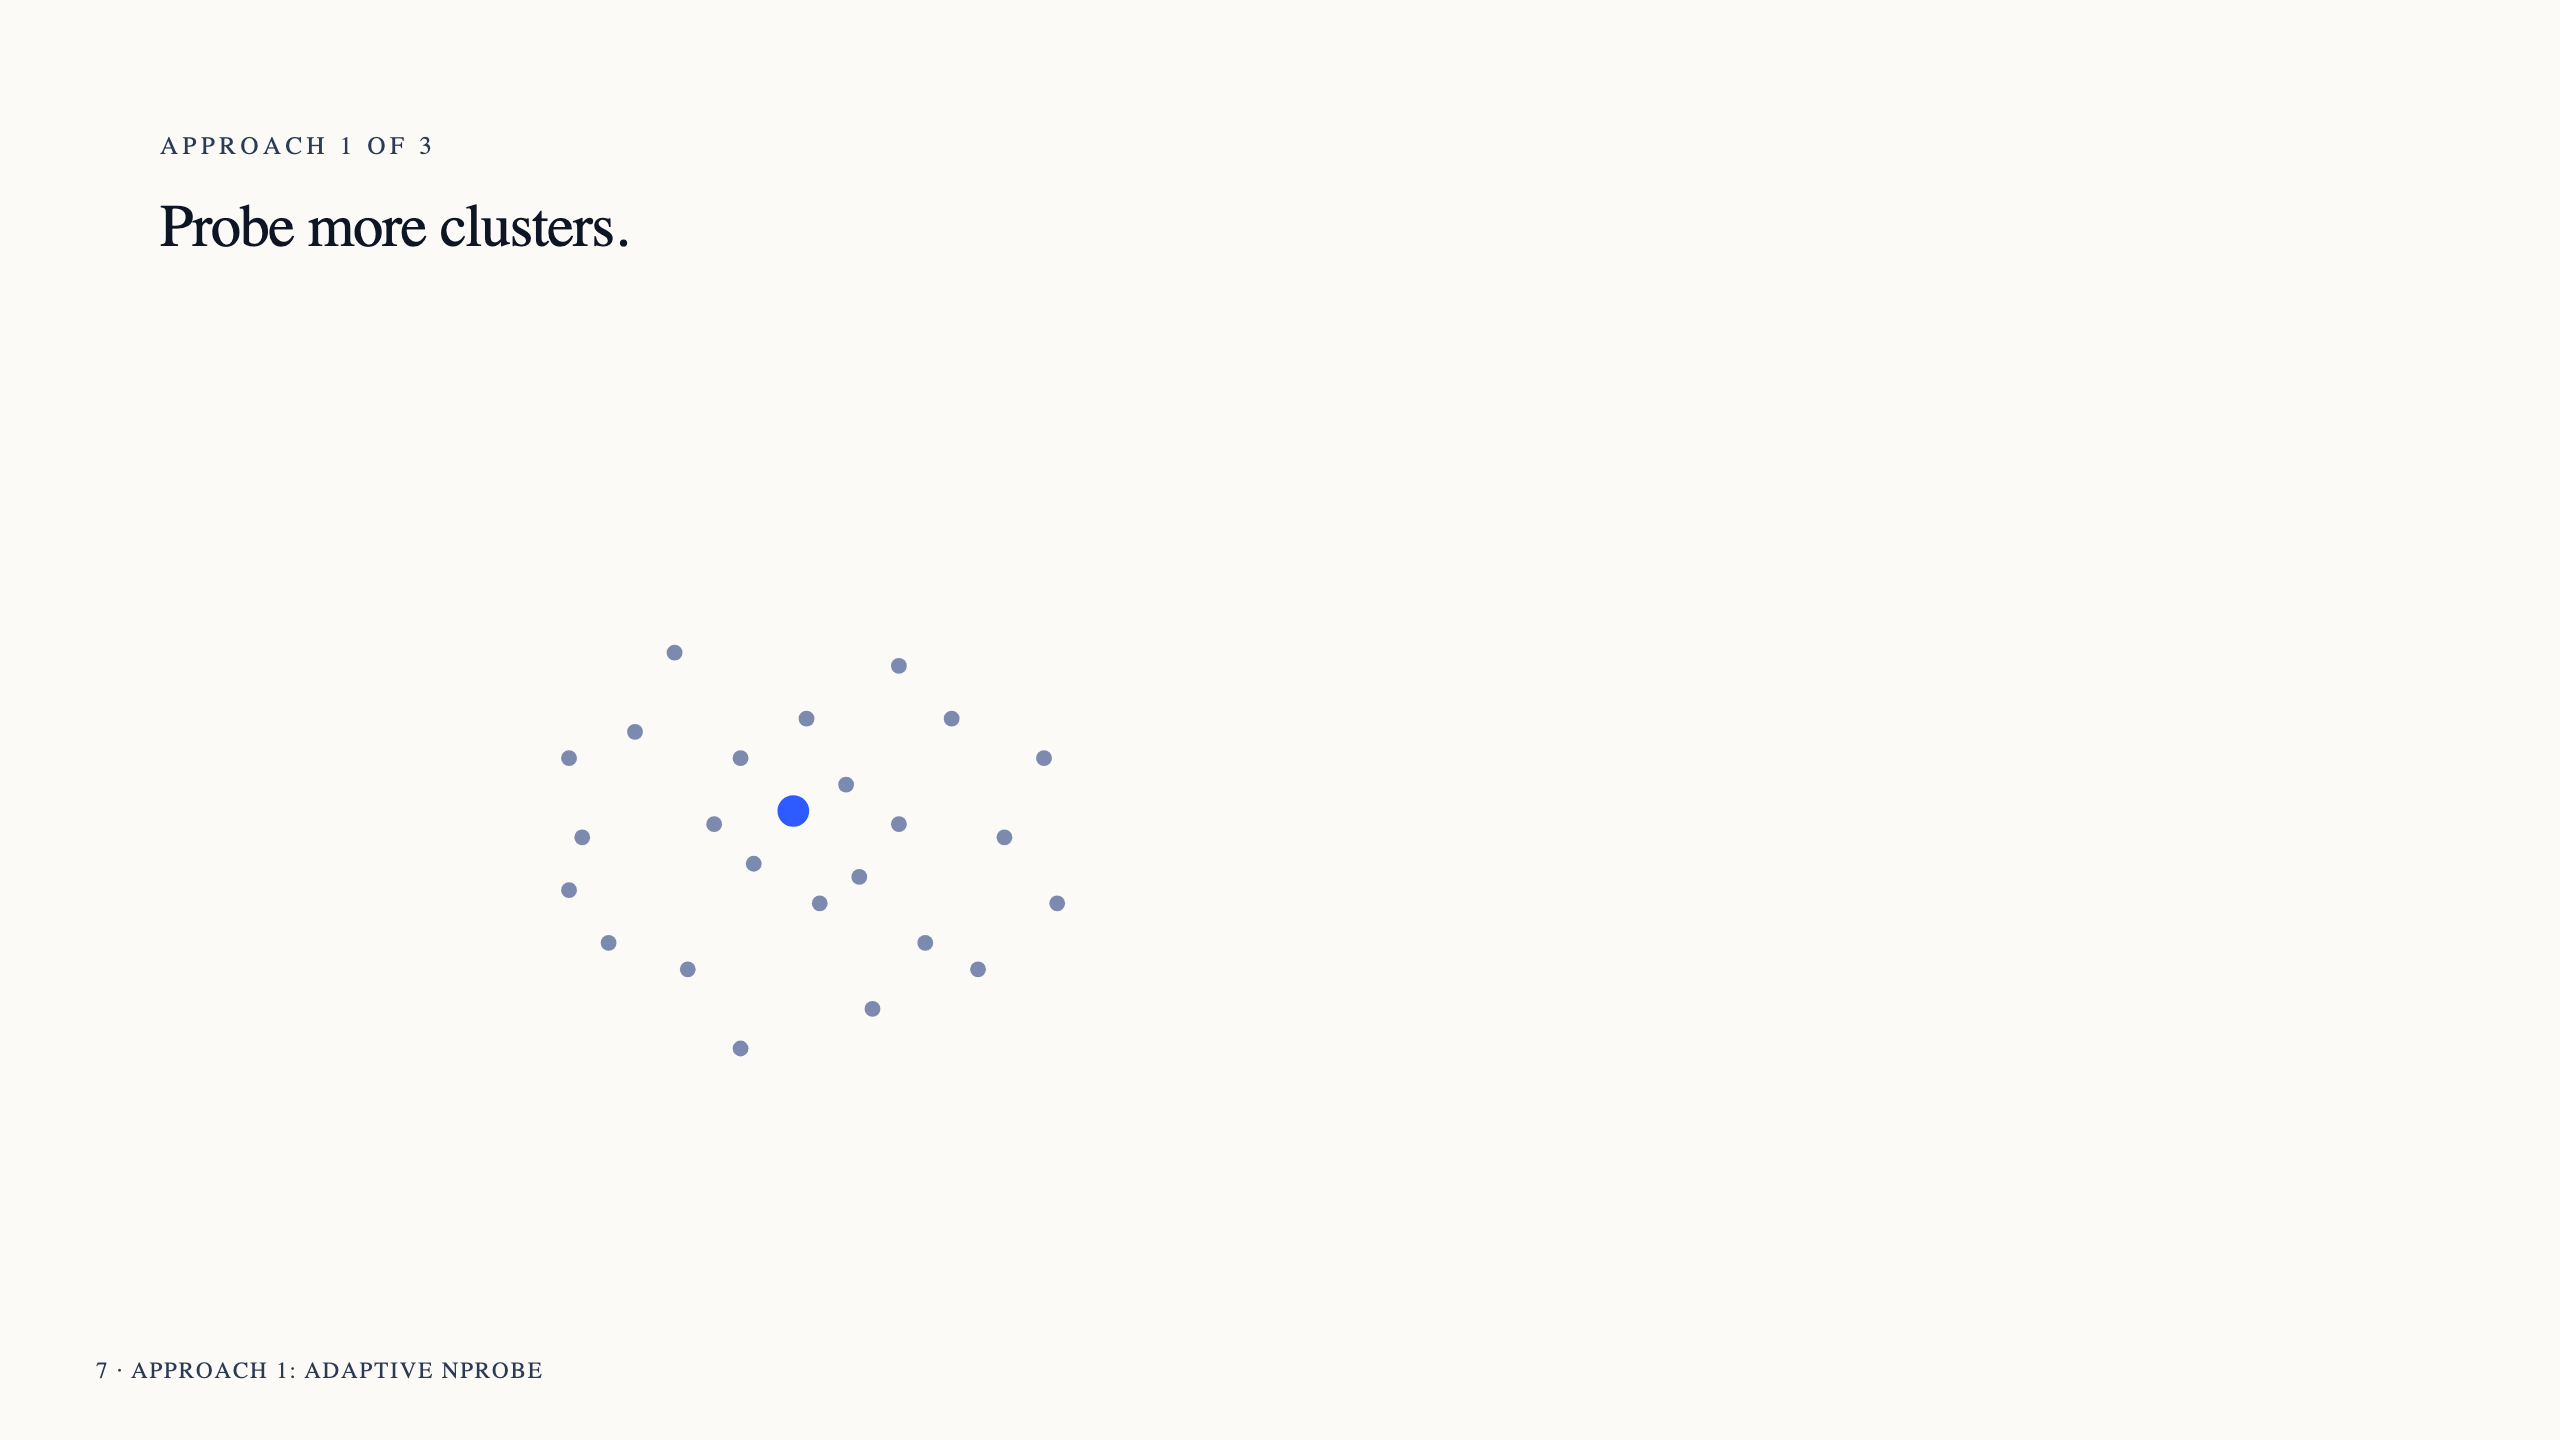 APPROACH 1 OF 3
Probe more clusters.
7 · APPROACH 1: ADAPTIVE NPROBE